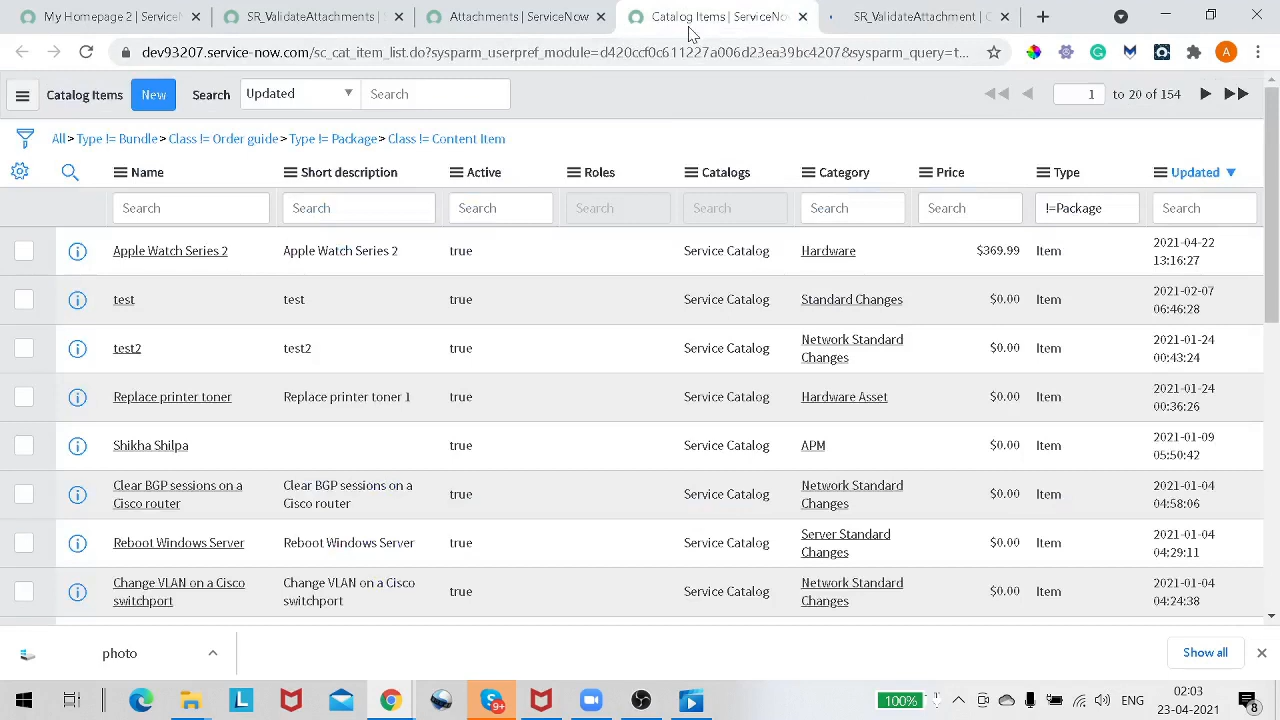 My Homepage 2 | Service
SR_ValidateAttachment | Service
Attachments | ServiceNow
Catalog Items | ServiceNow
SR_ValidateAttachment | C
dev93207.service-now.com/sc_cat_item_list.do?sysparm_userpref_module=d420ccf0c611227a006d23ea39bc4207&sysparm_query=t...
A
Catalog Items New Search Updated Search 1 to 20 of 154
All > Type != Bundle > Class != Order guide > Type != Package > Class != Content Item
Name Short description Active Roles Catalogs Category Price Type Updated
Search Search Search Search Search Search Search !=Package Search
Apple Watch Series 2 Apple Watch Series 2 true Service Catalog Hardware $369.99 Item 2021-04-22
13:16:27
test test true Service Catalog Standard Changes $0.00 Item 2021-02-07
06:46:28
test2 test2 true Service Catalog Network Standard $0.00 Item 2021-01-24
Changes 00:43:24
Replace printer toner Replace printer toner 1 true Service Catalog Hardware Asset $0.00 Item 2021-01-24
00:36:26
Shikha Shilpa true Service Catalog APM $0.00 Item 2021-01-09
05:50:42
Clear BGP sessions on a Clear BGP sessions on a true Service Catalog Network Standard $0.00 Item 2021-01-04
Cisco router Cisco router Changes 04:58:06
Reboot Windows Server Reboot Windows Server true Service Catalog Server Standard $0.00 Item 2021-01-04
Changes 04:29:11
Change VLAN on a Cisco Change VLAN on a Cisco true Service Catalog Network Standard $0.00 Item 2021-01-04
switchport switchport Changes 04:24:38
photo Show all
L 9+ 100% ENG 02:03
23-04-2021 8